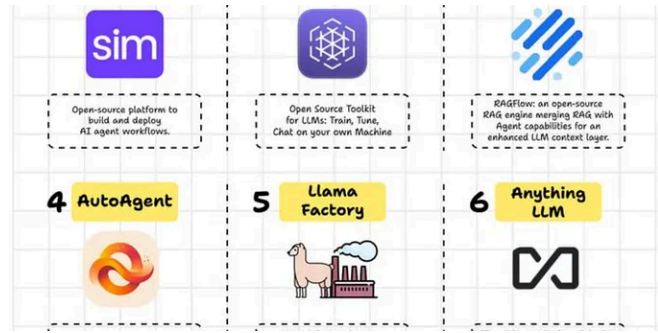 sim
Open-source platform to
build and deploy
AI agent workflows.
Open Source Toolkit
for LLMs: Train, Tune,
Chat on your own Machine
RAGFlow: an open-source
RAG engine merging RAG with
Agent capabilities for an
enhanced LLM context layer.
4 AutoAgent
5 Llama
Factory
6 Anything
LLM